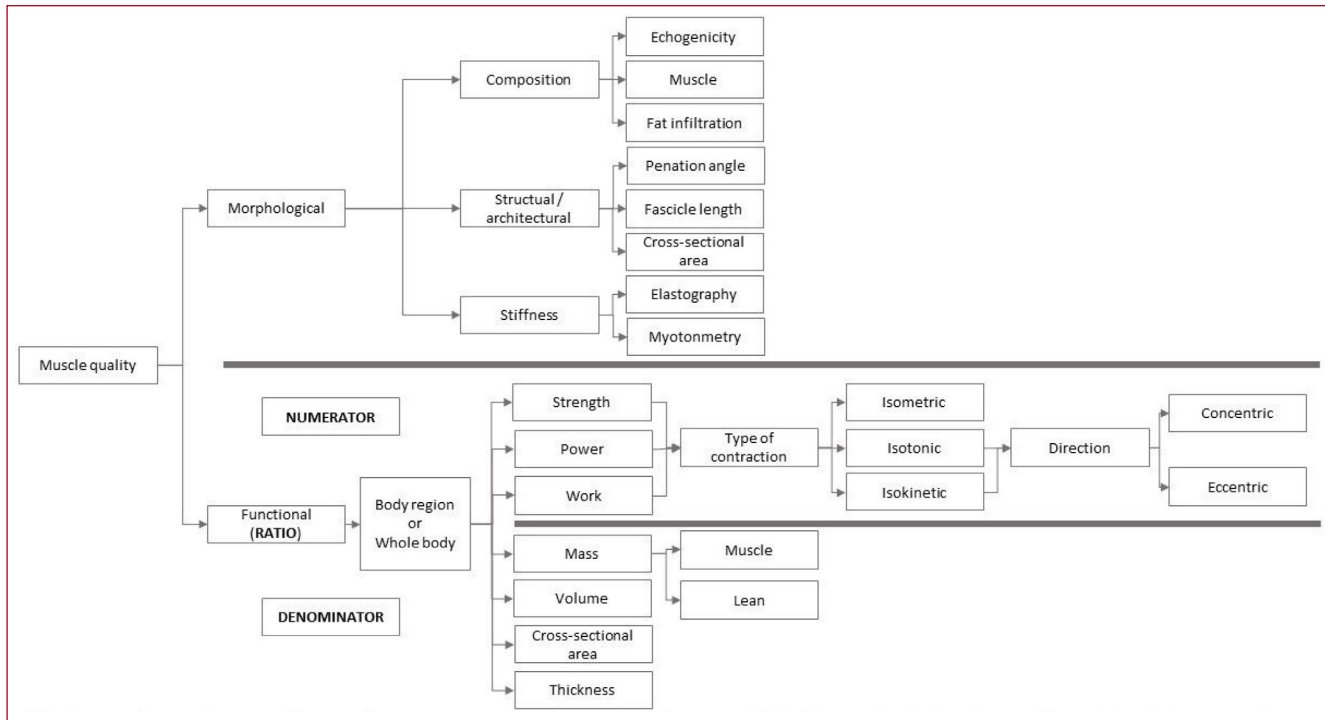 Echogenicity
Composition
Muscle
Fat infiltration
Penation angle
Morphological
Structual /
architectural
Fascicle length
Cross-sectional
area
Elastography
Stiffness
Myotonmetry
Muscle quality
NUMERATOR
Strength
Isometric
Concentric
Power
Type of
contraction
Isotonic
Direction
Work
Isokinetic
Eccentric
Functional
(RATIO)
Body region
or
Whole body
Mass
Muscle
Volume
Lean
DENOMINATOR
Cross-sectional
area
Thickness